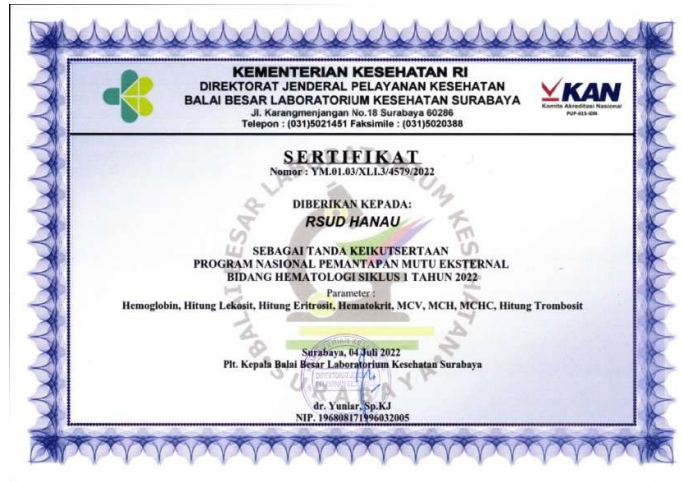 KEMENTERIAN KESEHATAN RI
DIREKTORAT JENDERAL PELAYANAN KESEHATAN
BALAI BESAR LABORATORIUM KESEHATAN SURABAYA
Jl. Karangmenjangan No.18 Surabaya 60286
Telepon : (031)5021451 Faksimile : (031)5020388
KAN
Komite Akreditasi Nasional
PUP-015-IDN
SERTIFIKAT
Nomor : YM.01.03/XLI.3/4579/2022
DIBERIKAN KEPADA:
RSUD HANAU
SEBAGAI TANDA KEIKUTSERTAAN
PROGRAM NASIONAL PEMANTAPAN MUTU EKSTERNAL
BIDANG HEMATOLOGI SIKLUS 1 TAHUN 2022
Parameter :
Hemoglobin, Hitung Lekosit, Hitung Eritrosit, Hematokrit, MCV, MCH, MCHC, Hitung Trombosit
Surabaya, 04 Juli 2022
Plt. Kepala Balai Besar Laboratorium Kesehatan Surabaya
dr. Yuniar, Sp.KJ
NIP. 196808171996032005